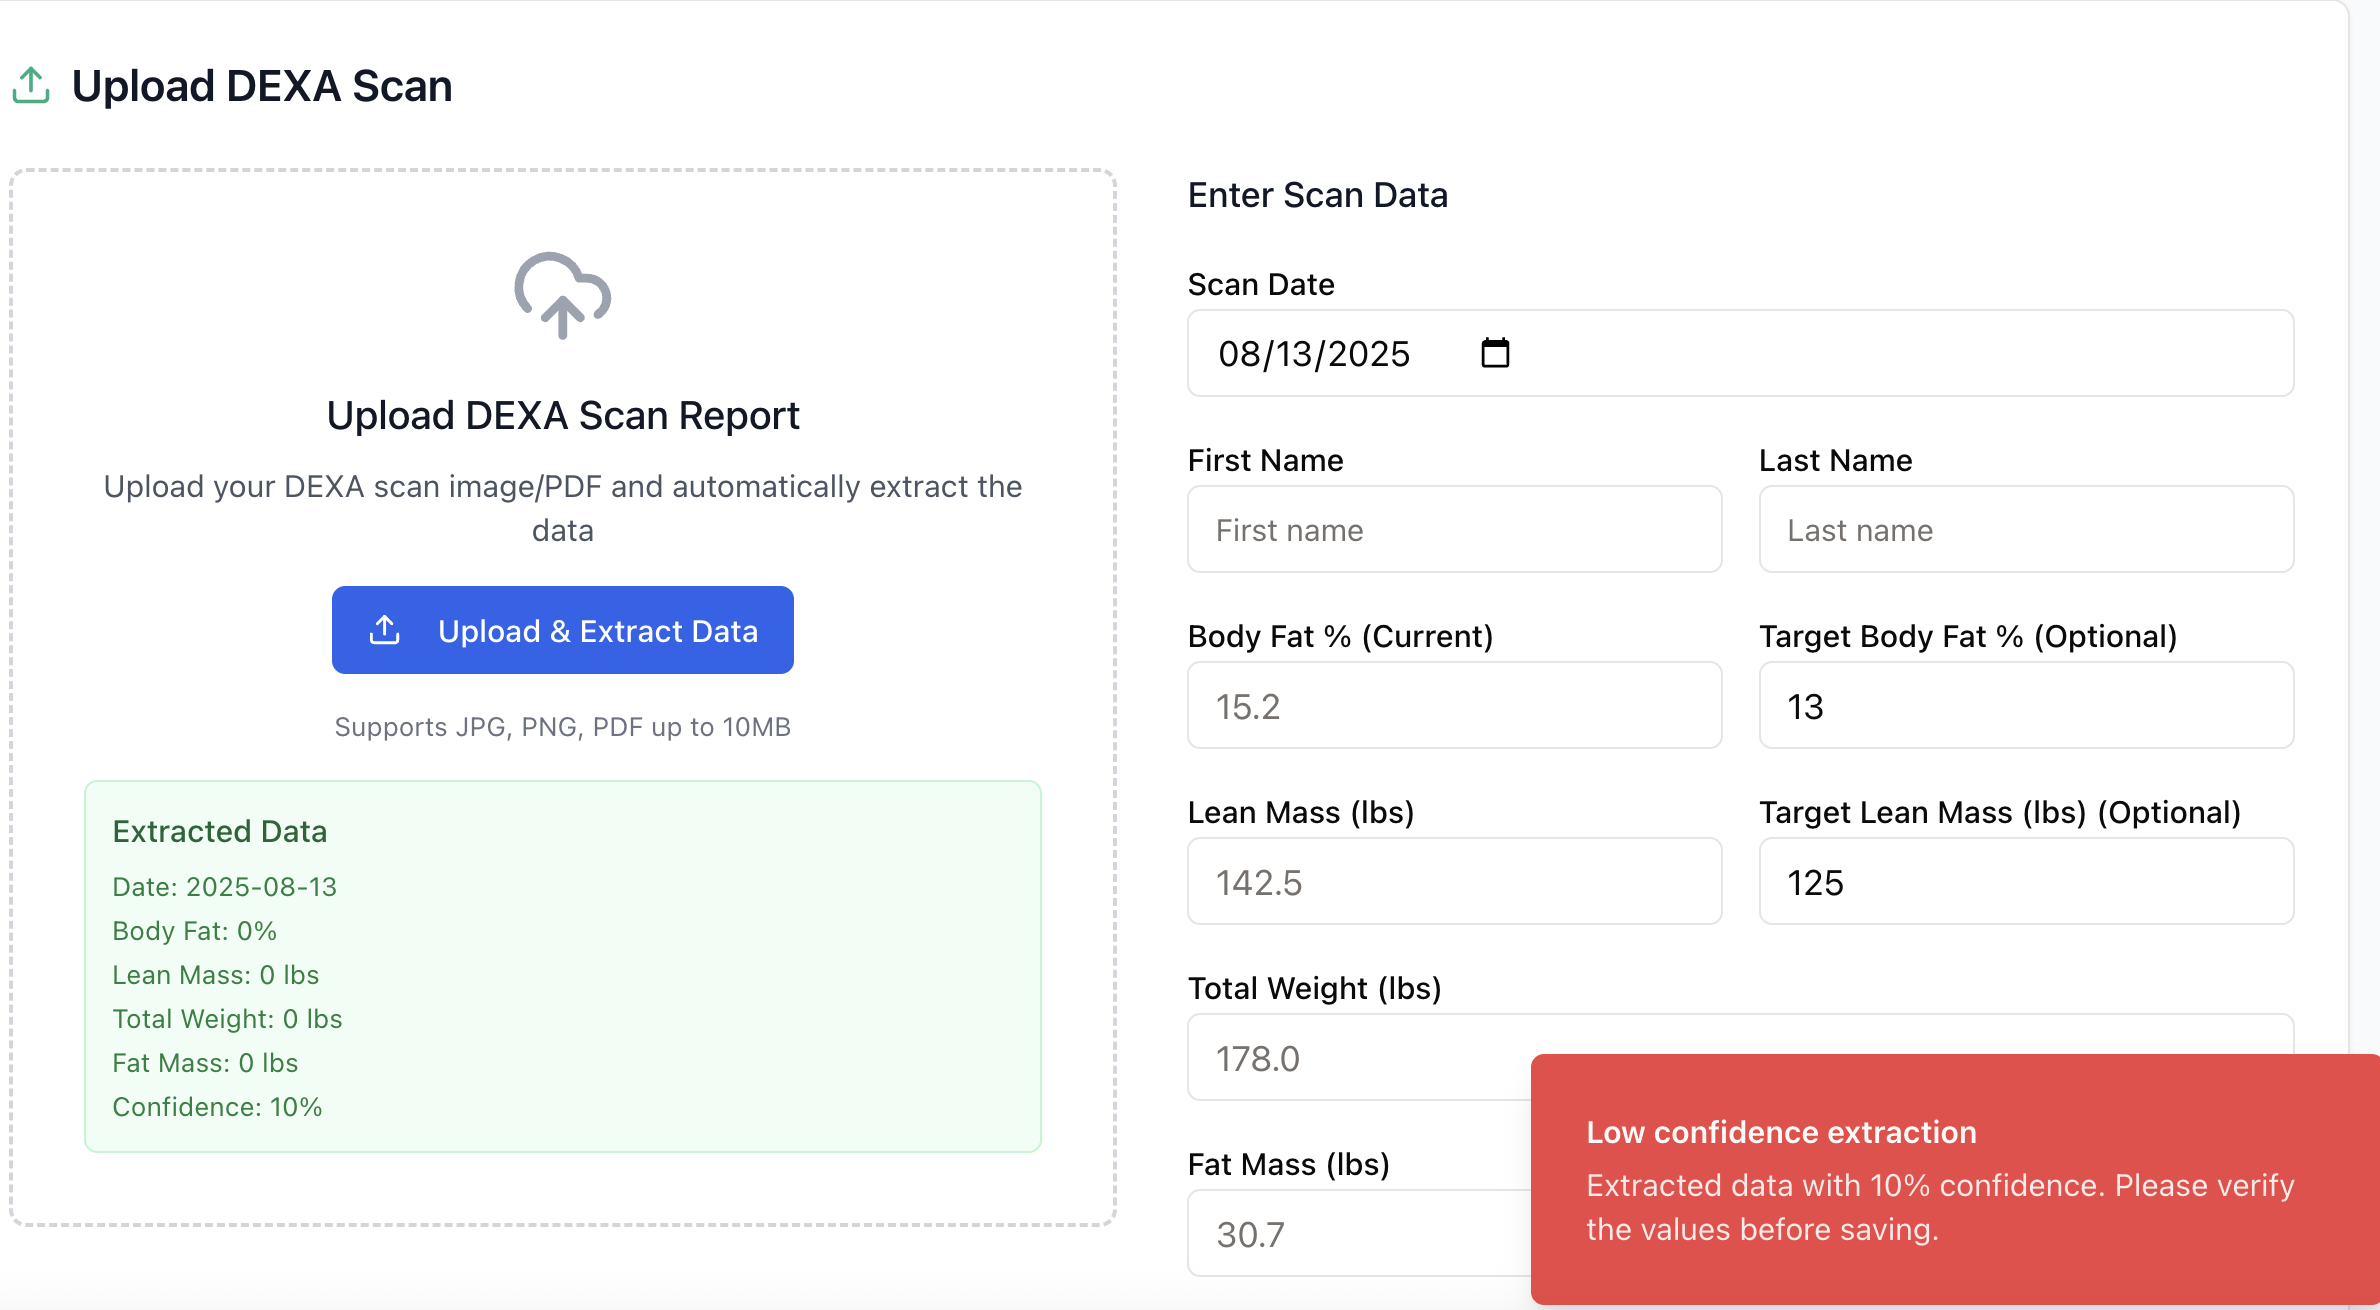 Upload DEXA Scan
Upload DEXA Scan Report
Upload your DEXA scan image/PDF and automatically extract the
data
Upload & Extract Data
Supports JPG, PNG, PDF up to 10MB
Extracted Data
Date: 2025-08-13
Body Fat: 0%
Lean Mass: 0 lbs
Total Weight: 0 lbs
Fat Mass: 0 lbs
Confidence: 10%
Enter Scan Data
Scan Date
08/13/2025
First Name
First name
Last Name
Last name
Body Fat % (Current)
15.2
Target Body Fat % (Optional)
13
Lean Mass (lbs)
142.5
Target Lean Mass (lbs) (Optional)
125
Total Weight (lbs)
178.0
Fat Mass (lbs)
30.7
Low confidence extraction
Extracted data with 10% confidence. Please verify
the values before saving.